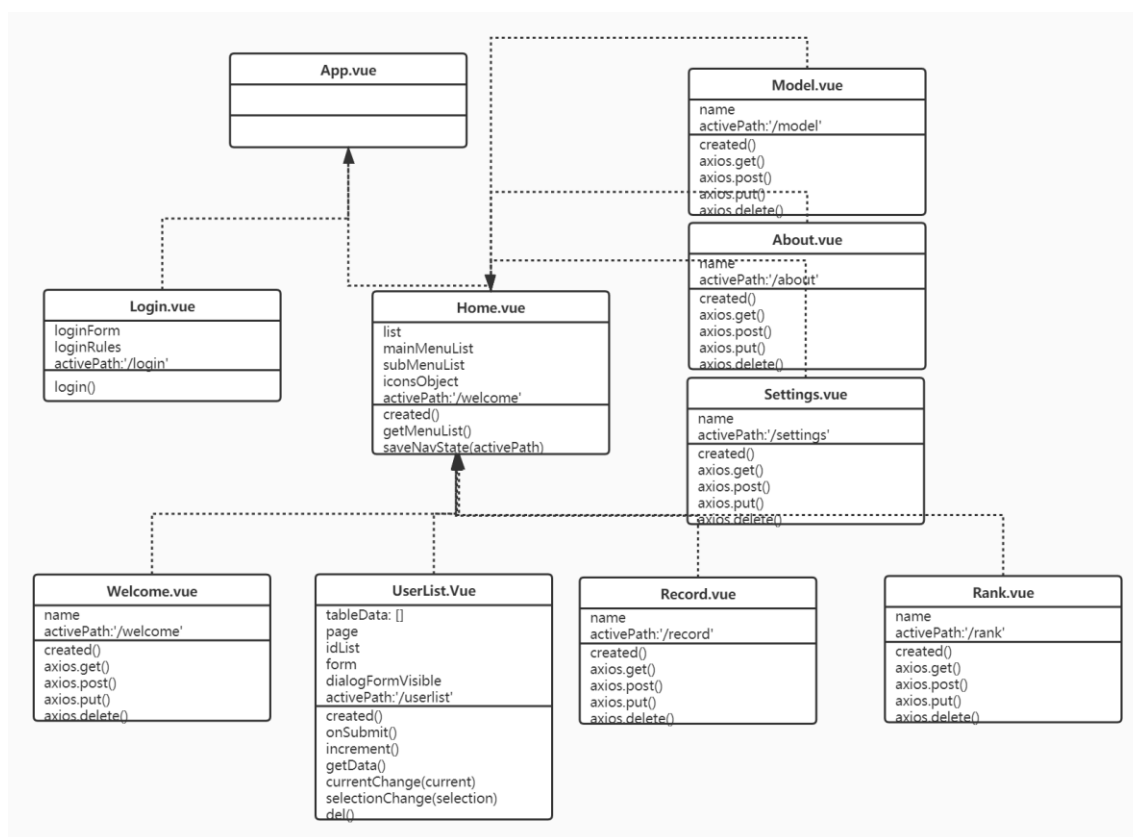 App.vue
Model.vue
name
activePath:'/model'
created()
axios.get()
axios.post()
axios.put()
axios.delete()
About.vue
name
activePath:'/about'
created()
axios.get()
axios.post()
axios.put()
axios.delete()
Login.vue
loginForm
loginRules
activePath:'/login'
login()
Home.vue
list
mainMenuList
subMenuList
iconsObject
activePath:'/welcome'
created()
getMenuList()
saveNavState(activePath)
Settings.vue
name
activePath:'/settings'
created()
axios.get()
axios.post()
axios.put()
axios.delete()
Welcome.vue
name
activePath:'/welcome'
created()
axios.get()
axios.post()
axios.put()
axios.delete()
UserList.Vue
tableData: []
page
idList
form
dialogFormVisible
activePath:'/userlist'
created()
onSubmit()
increment()
getData()
currentChange(current)
selectionChange(selection)
del()
Record.vue
name
activePath:'/record'
created()
axios.get()
axios.post()
axios.put()
axios.delete()
Rank.vue
name
activePath:'/rank'
created()
axios.get()
axios.post()
axios.put()
axios.delete()